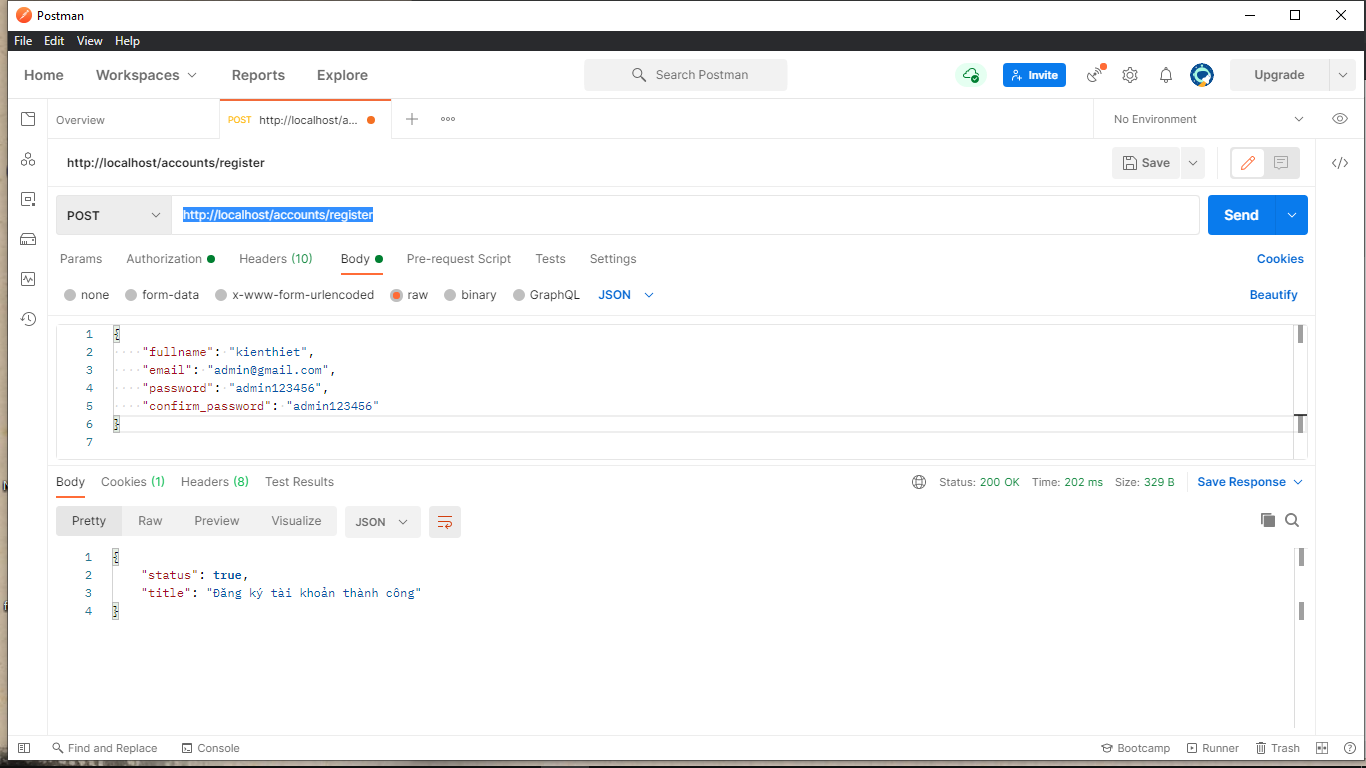 Postman
File Edit View Help
Home Workspaces Reports Explore Search Postman Invite Upgrade
Overview POST http://localhost/a... No Environment
http://localhost/accounts/register Save
POST http://localhost/accounts/register Send
Params Authorization Headers (10) Body Pre-request Script Tests Settings Cookies
none form-data x-www-form-urlencoded raw binary GraphQL JSON Beautify
1 {
2 "fullname": "kienthiet",
3 "email": "admin@gmail.com",
4 "password": "admin123456",
5 "confirm_password": "admin123456"
6 }
7
Body Cookies (1) Headers (8) Test Results Status: 200 OK Time: 202 ms Size: 329 B Save Response
Pretty Raw Preview Visualize JSON
1 {
2 "status": true,
3 "title": "Đăng ký tài khoản thành công"
4 }
Find and Replace Console Bootcamp Runner Trash